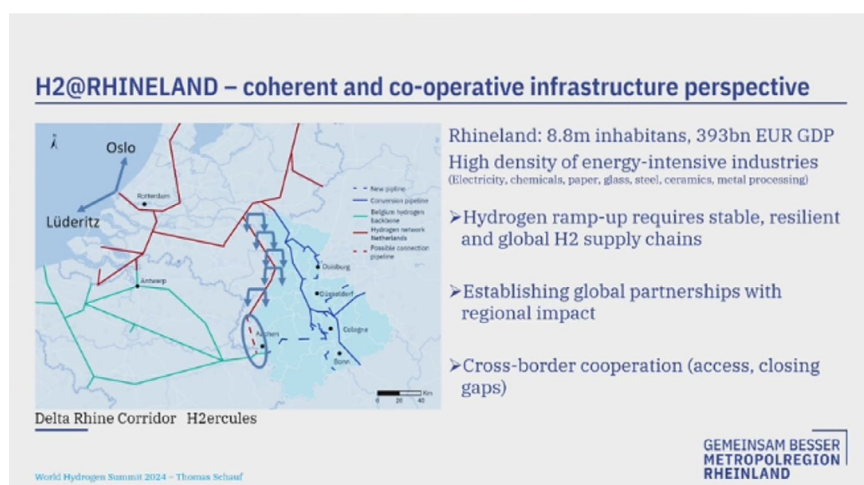 H2@RHINELAND – coherent and co-operative infrastructure perspective
Oslo
Lüderitz
Rotterdam
Antwerp
Duisburg
Düsseldorf
Cologne
Aachen
Bonn
New pipline
Conversion pipeline
Belgium hydrogen
backbone
Hydrogen network
Netherlands
Possible connection
pipeline
0 20 40
Km
Delta Rhine Corridor H2ercules
Rhineland: 8.8m inhabitans, 393bn EUR GDP
High density of energy-intensive industries
(Electricity, chemicals, paper, glass, steel, ceramics, metal processing)
➢Hydrogen ramp-up requires stable, resilient
and global H2 supply chains
➢Establishing global partnerships with
regional impact
➢Cross-border cooperation (access, closing
gaps)
World Hydrogen Summit 2024 – Thomas Schauf
GEMEINSAM BESSER
METROPOLREGION
RHEINLAND